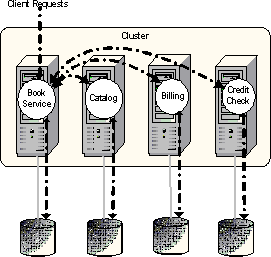 Client Requests
Cluster
Book
Service
Catalog
Billing
Credit
Check